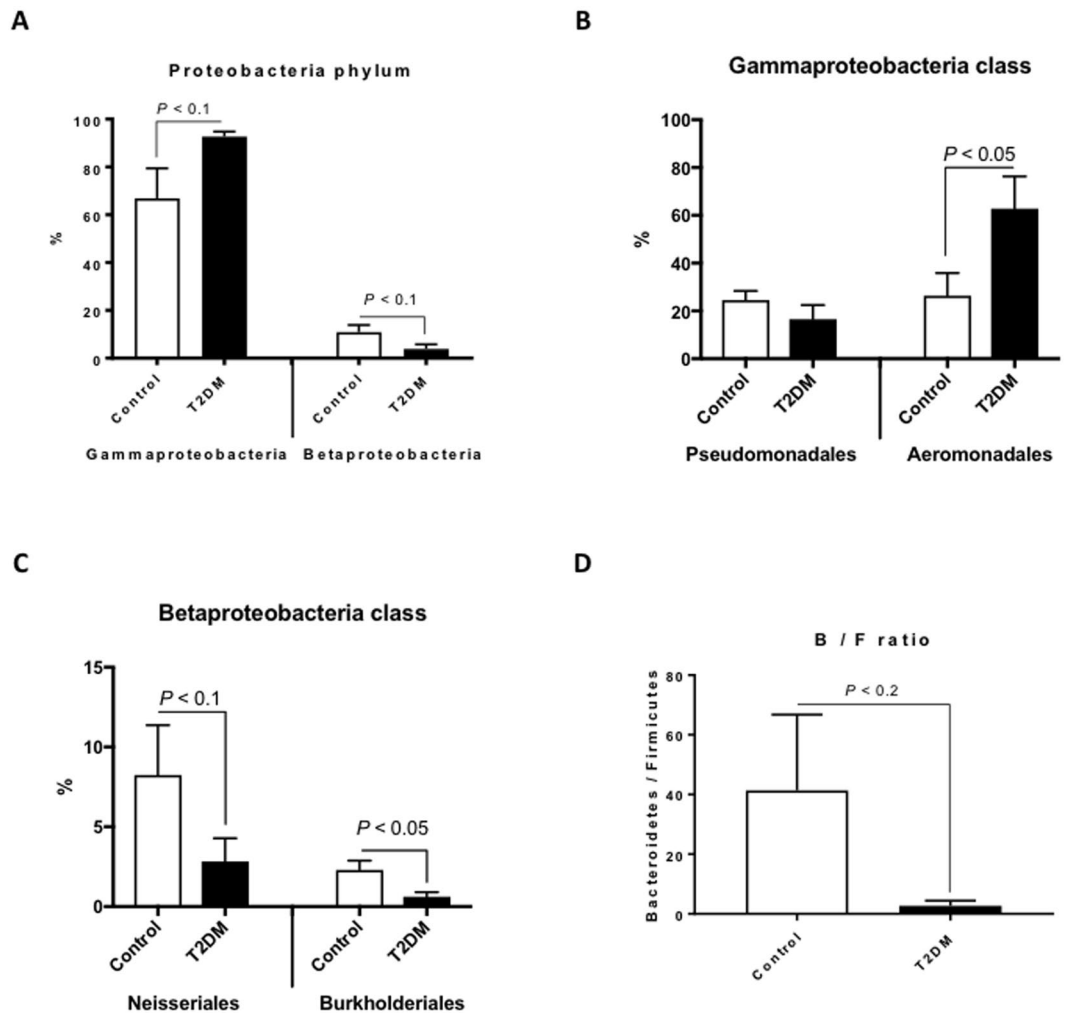 A
Proteobacteria phylum
P < 0.1
100
80
60
40
20
0
%
P < 0.1
Control
T2DM
Control
T2DM
Gammaproteobacteria
Betaproteobacteria
B
Gammaproteobacteria class
100
80
60
40
20
0
%
P < 0.05
Control
T2DM
Control
T2DM
Pseudomonadales
Aeromonadales
C
Betaproteobacteria class
15
10
5
0
%
P < 0.1
P < 0.05
Control
T2DM
Control
T2DM
Neisseriales
Burkholderiales
D
B / F ratio
Bacteroidetes / Firmicutes
80
60
40
20
0
P < 0.2
Control
T2DM